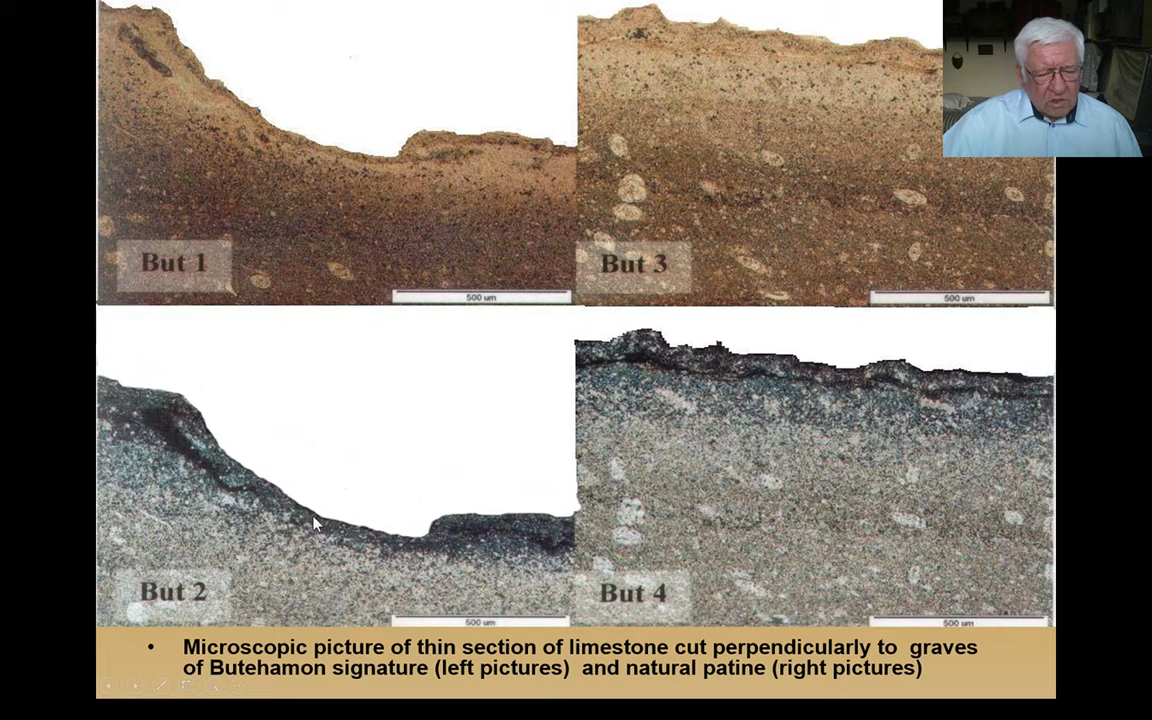 But 1
But 3
500 um
500 um
But 2
But 4
500 um
500 um
• Microscopic picture of thin section of limestone cut perpendicularly to graves
of Butehamon signature (left pictures) and natural patine (right pictures)